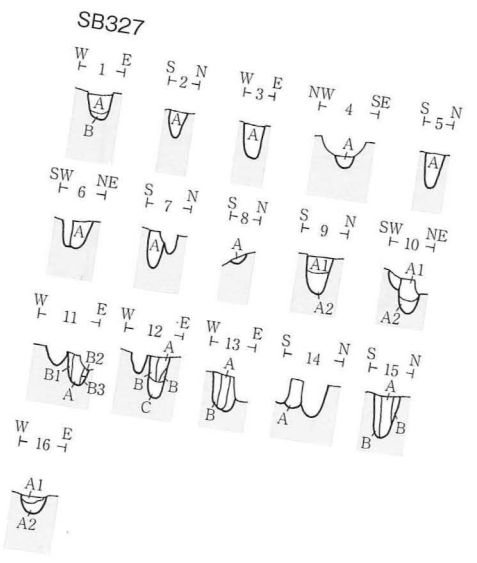 SB327
W E S N W E NW SE S N
1 2 3 4 5
A A A A A
B
SW NE S N S N S N SW NE
6 7 8 9 10
A A A A1 A1
A2 A2
W E W E W E S N S N
11 12 13 14 15
B2 A A A
B1 B3 B B B A B
A C B
W E
16
A1
A2